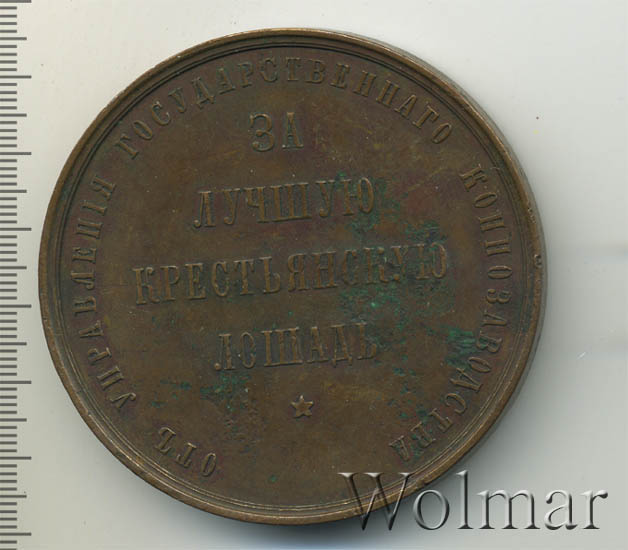 ОТЪ УПРАВЛЕНІЯ ГОСУДАРСТВЕННАГО КОННОЗАВОДСТВА
ЗА
ЛУЧШУЮ
КРЕСТЬЯНСКУЮ
ЛОШАДЬ
Wolmar